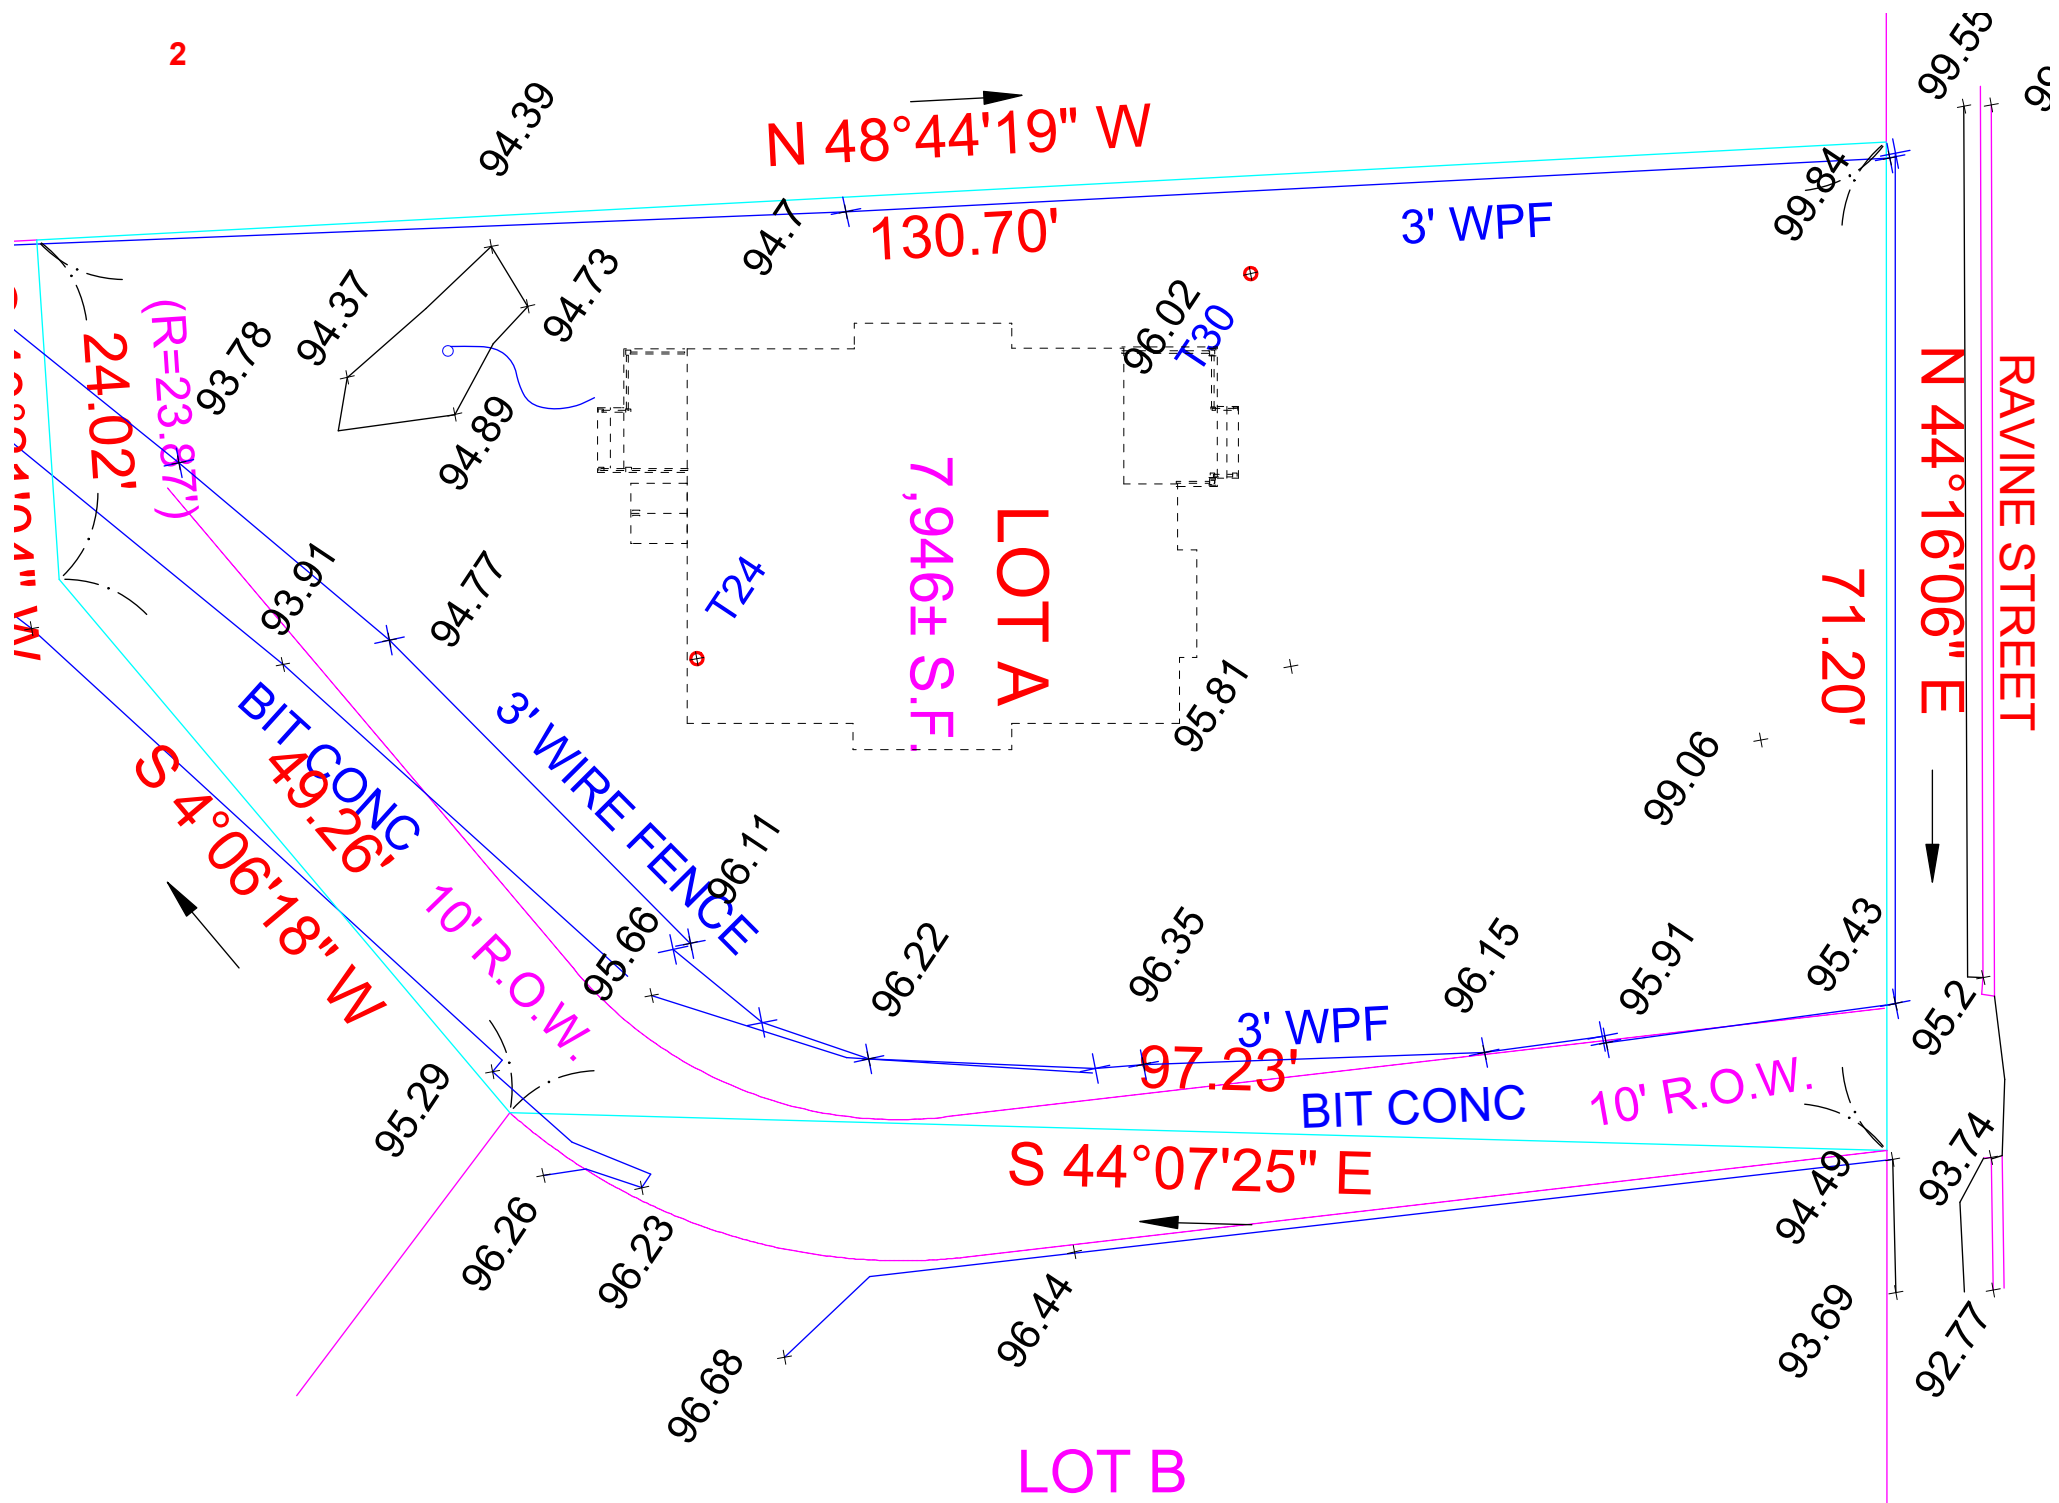 2
94.39
N 48°44'19" W
99.55
94.7
130.70'
3' WPF
99.84
94.37
94.73
93.78
24.02'
(R=23.87')
94.89
96.02
T30
N 44°16'06" E
RAVINE STREET
71.20'
LOT A
7,946± S.F.
T24
93.91
94.77
95.81
99.06
BIT CONC
49.26'
S 4°06'18" W
3' WIRE FENCE
96.11
10' R.O.W.
95.66
96.22
96.35
96.15
95.91
95.43
95.2
3' WPF
97.23'
BIT CONC
10' R.O.W.
95.29
S 44°07'25" E
93.74
94.49
96.26
96.23
96.44
93.69
92.77
96.68
LOT B